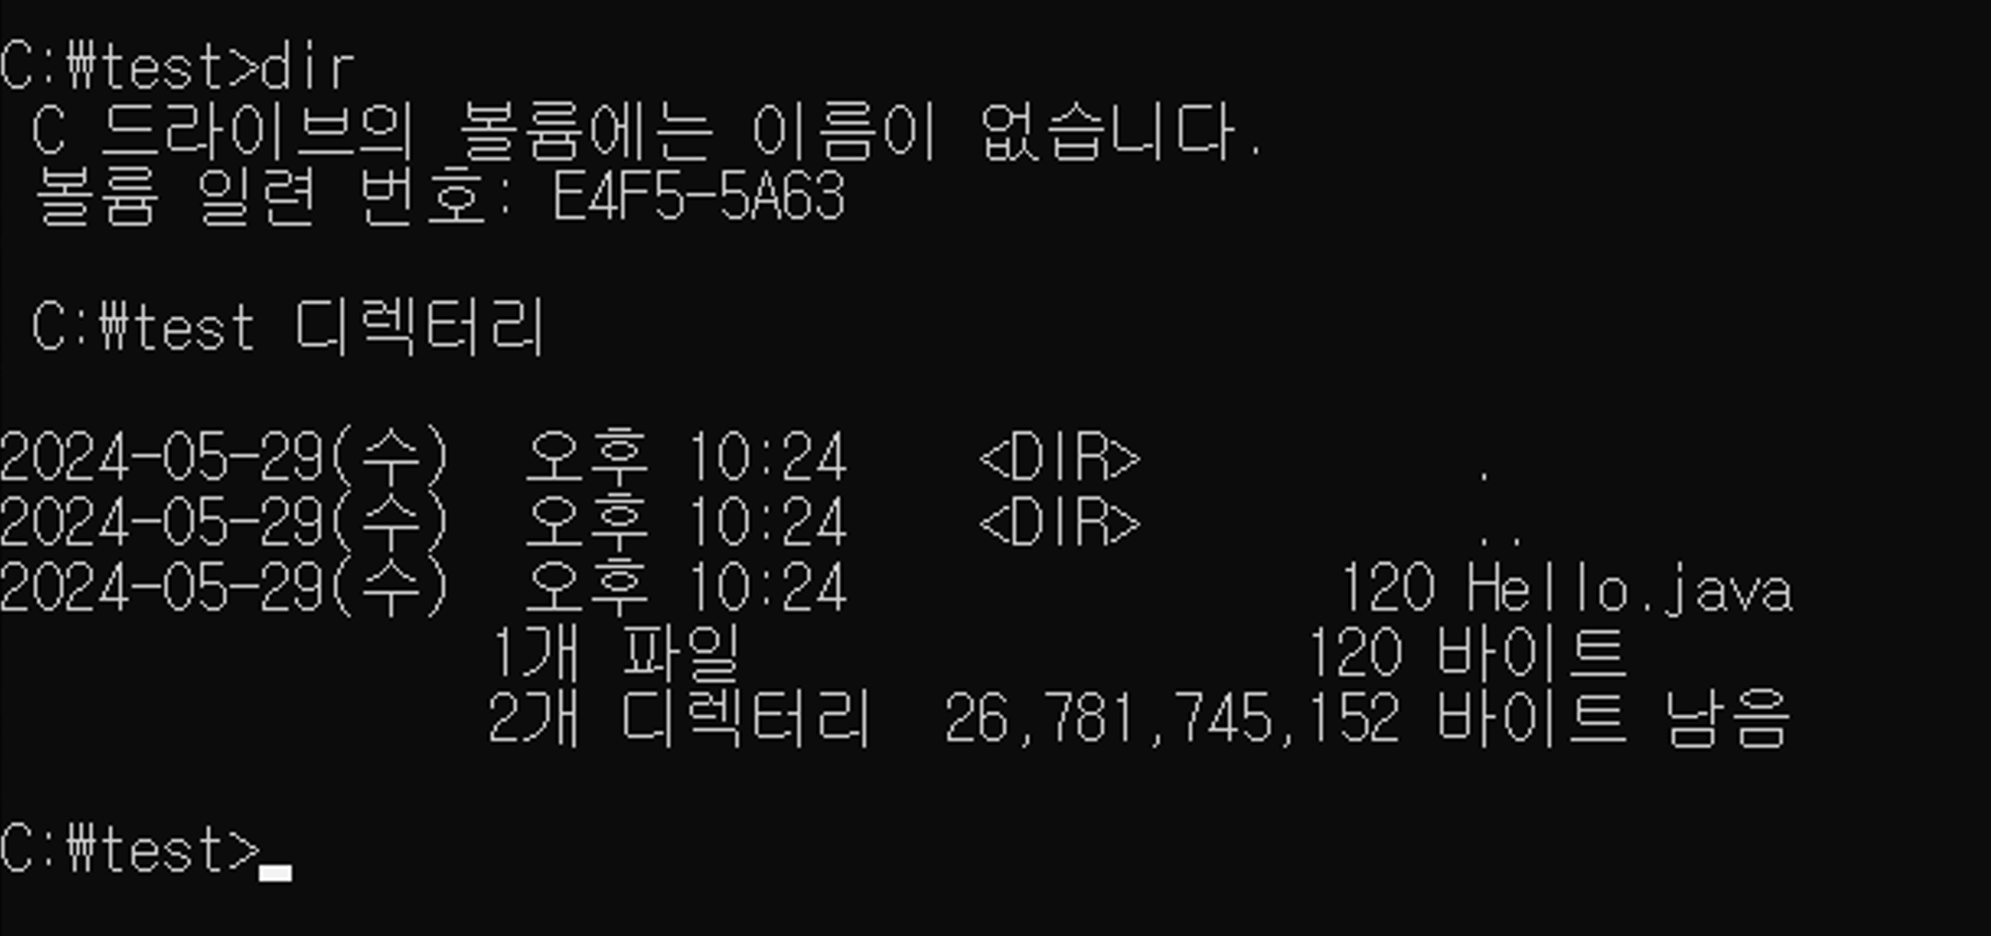 C:₩test>dir
C 드라이브의 볼륨에는 이름이 없습니다.
볼륨 일련 번호: E4F5-5A63
C:₩test 디렉터리
2024-05-29(수) 오후 10:24 <DIR> .
2024-05-29(수) 오후 10:24 <DIR> ..
2024-05-29(수) 오후 10:24 120 Hello.java
1개 파일 120 바이트
2개 디렉터리 26,781,745,152 바이트 남음
C:₩test>